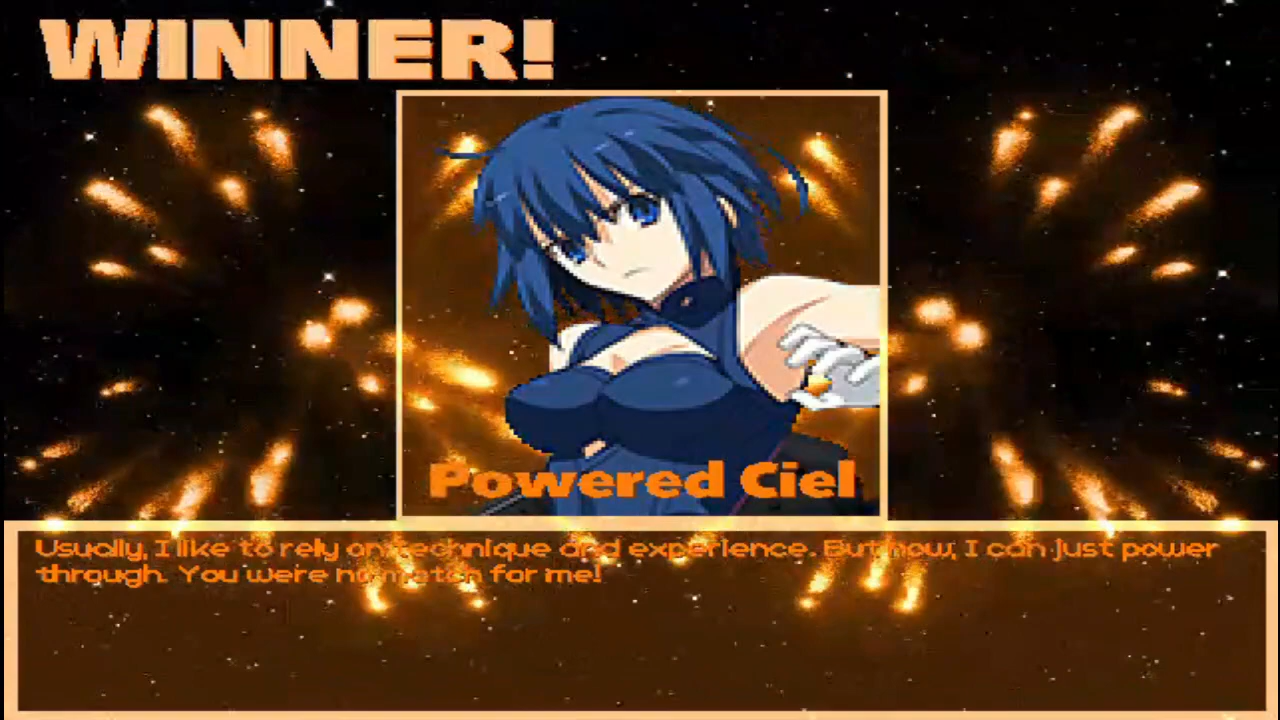 WINNER!
Powered Ciel
Usually, I like to rely on technique and experience. But now, I can just power
through. You were no match for me!